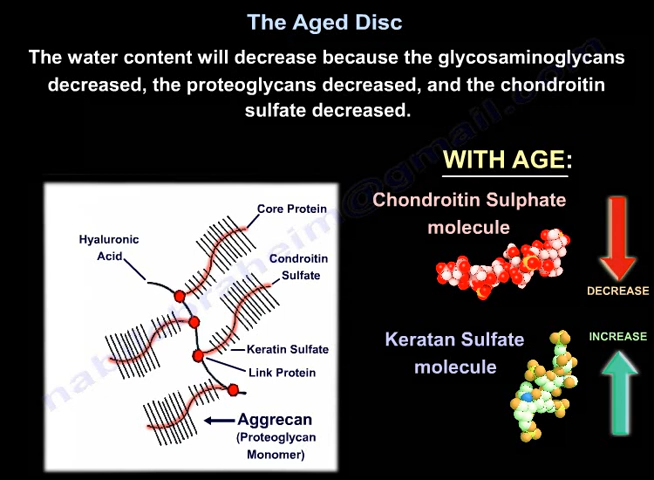 The Aged Disc
The water content will decrease because the glycosaminoglycans
decreased, the proteoglycans decreased, and the chondroitin
sulfate decreased.
WITH AGE:
Chondroitin Sulphate
molecule
DECREASE
Keratan Sulfate
molecule
INCREASE
Core Protein
Hyaluronic
Acid
Condroitin
Sulfate
Keratin Sulfate
Link Protein
Aggrecan
(Proteoglycan
Monomer)